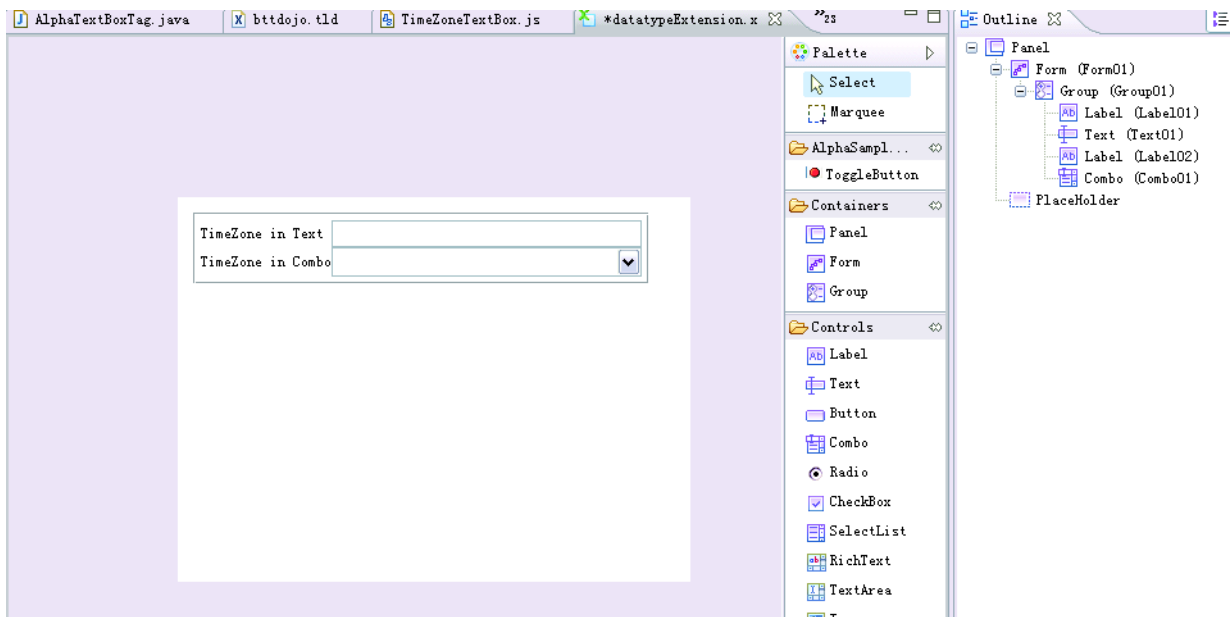 AlphaTextBoxTag.java
bttdojo.tld
TimeZoneTextBox.js
*datatypeExtension.x
23
TimeZone in Text
TimeZone in Combo
Palette
Select
Marquee
AlphaSampl...
ToggleButton
Containers
Panel
Form
Group
Controls
Label
Text
Button
Combo
Radio
CheckBox
SelectList
RichText
TextArea
Outline
Panel
Form (Form01)
Group (Group01)
Label (Label01)
Text (Text01)
Label (Label02)
Combo (Combo01)
PlaceHolder